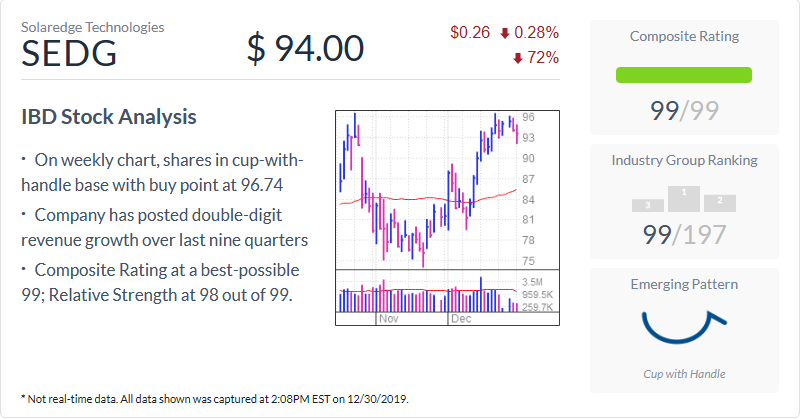 Solaredge Technologies
SEDG
$ 94.00
$0.26 0.28%
72%
IBD Stock Analysis
· On weekly chart, shares in cup-with-
handle base with buy point at 96.74
· Company has posted double-digit
revenue growth over last nine quarters
· Composite Rating at a best-possible
99; Relative Strength at 98 out of 99.
96
93
90
87
84
81
78
75
3.5M
959.5K
259.7K
Nov Dec
Composite Rating
99/99
Industry Group Ranking
3 1 2
99/197
Emerging Pattern
Cup with Handle
* Not real-time data. All data shown was captured at 2:08PM EST on 12/30/2019.